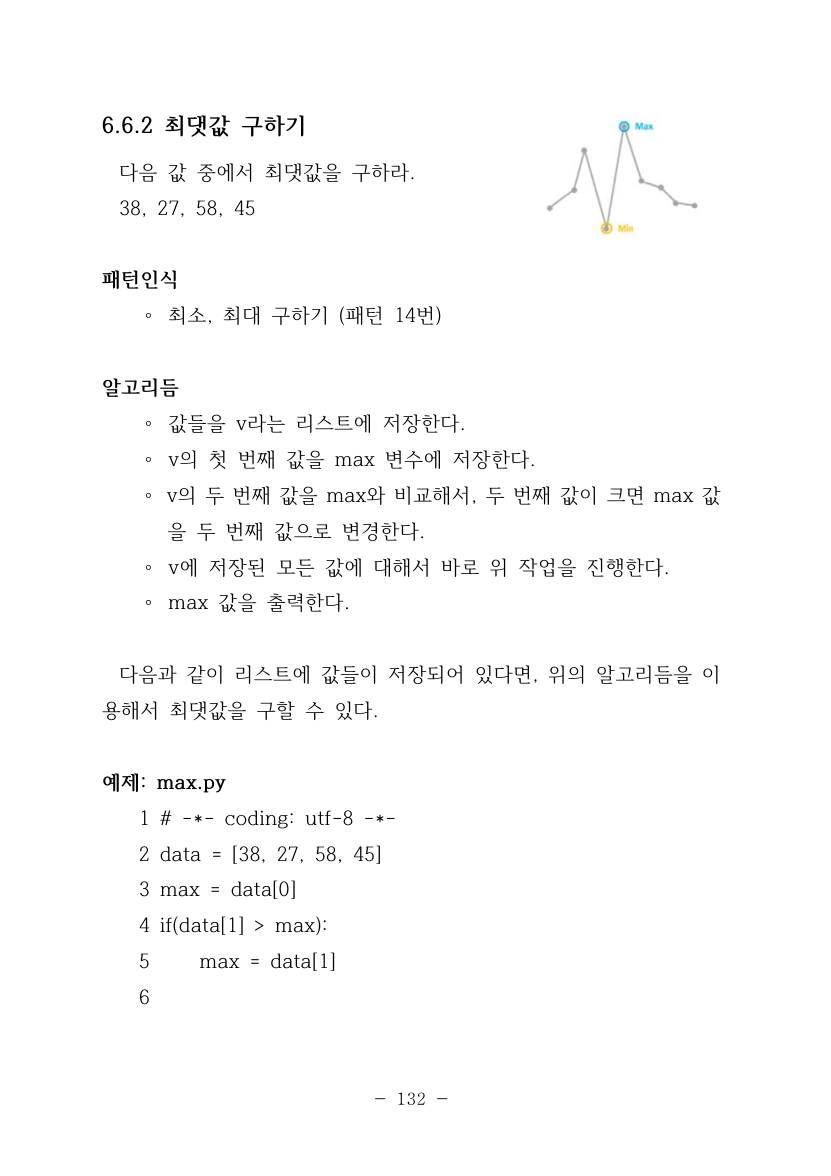 6.6.2 최댓값 구하기
다음 값 중에서 최댓값을 구하라.
38, 27, 58, 45
Max
Min
패턴인식
◦ 최소, 최대 구하기 (패턴 14번)
알고리듬
◦ 값들을 v라는 리스트에 저장한다.
◦ v의 첫 번째 값을 max 변수에 저장한다.
◦ v의 두 번째 값을 max와 비교해서, 두 번째 값이 크면 max 값
을 두 번째 값으로 변경한다.
◦ v에 저장된 모든 값에 대해서 바로 위 작업을 진행한다.
◦ max 값을 출력한다.
다음과 같이 리스트에 값들이 저장되어 있다면, 위의 알고리듬을 이
용해서 최댓값을 구할 수 있다.
예제: max.py
1 # -*- coding: utf-8 -*-
2 data = [38, 27, 58, 45]
3 max = data[0]
4 if(data[1] > max):
5     max = data[1]
6
- 132 -